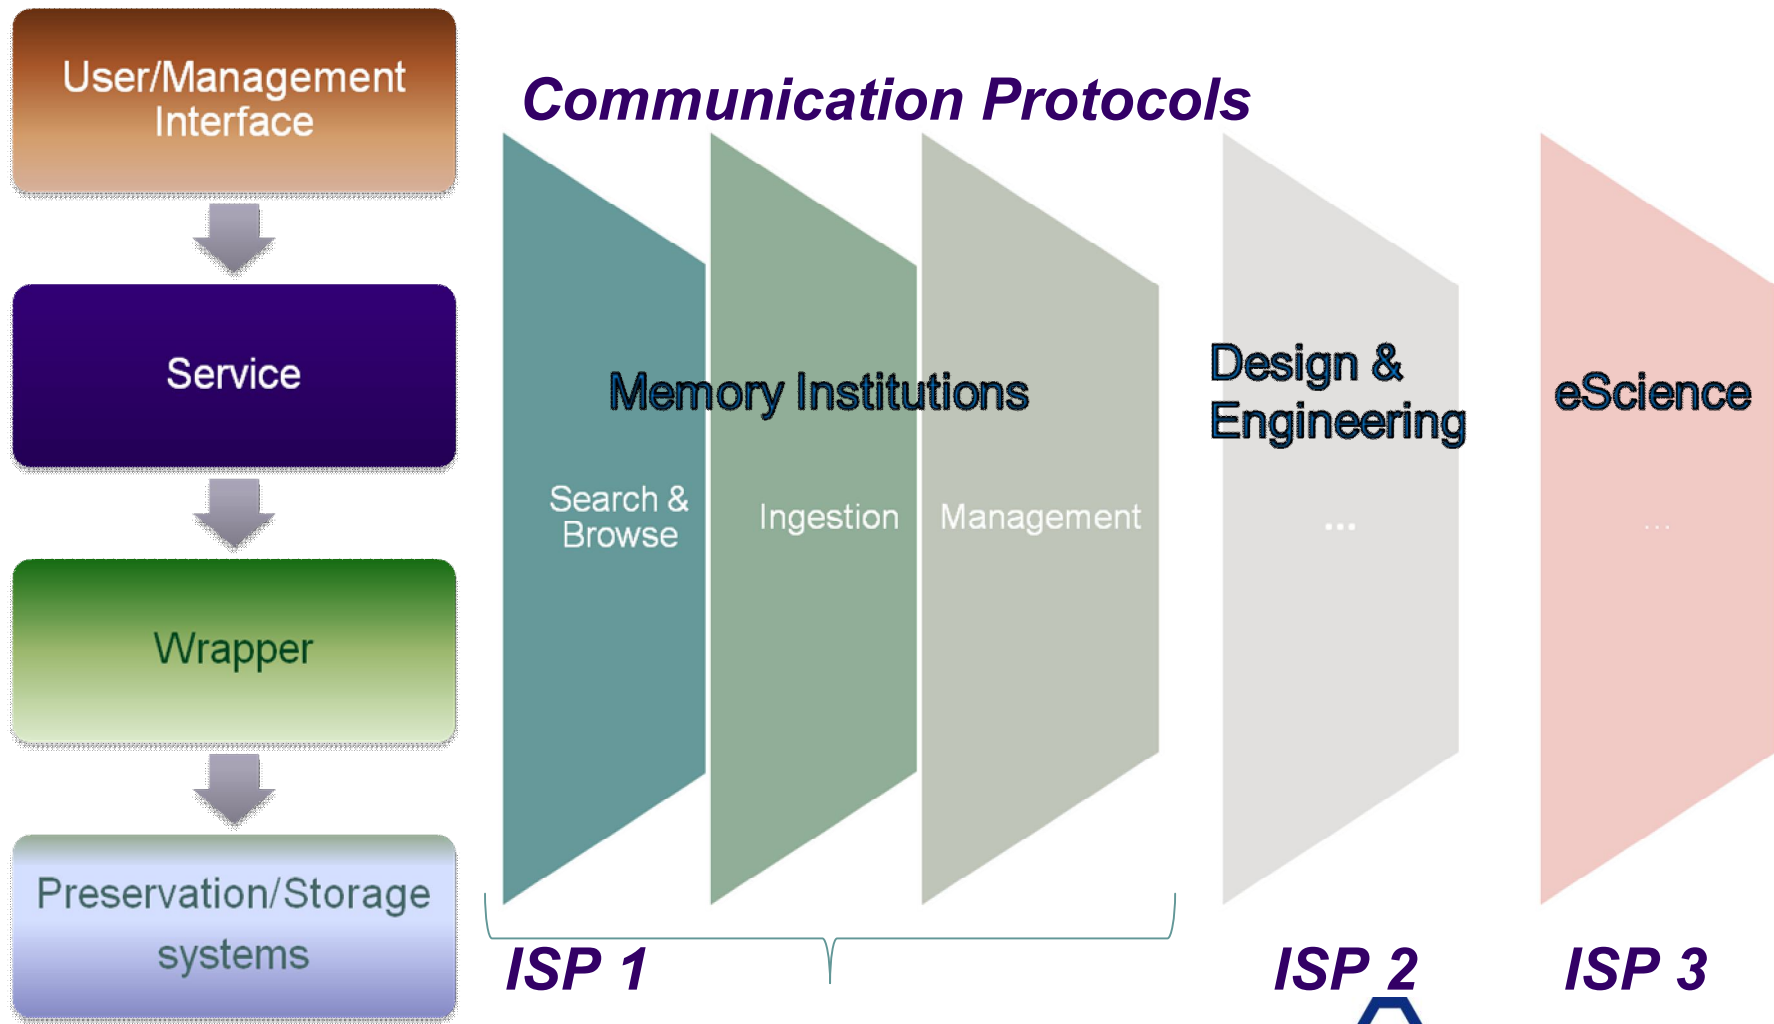 User/Management
Interface
Service
Wrapper
Preservation/Storage
systems
Communication Protocols
Memory Institutions
Search &
Browse
Ingestion
Management
Design &
Engineering
...
eScience
...
ISP 1
ISP 2
ISP 3